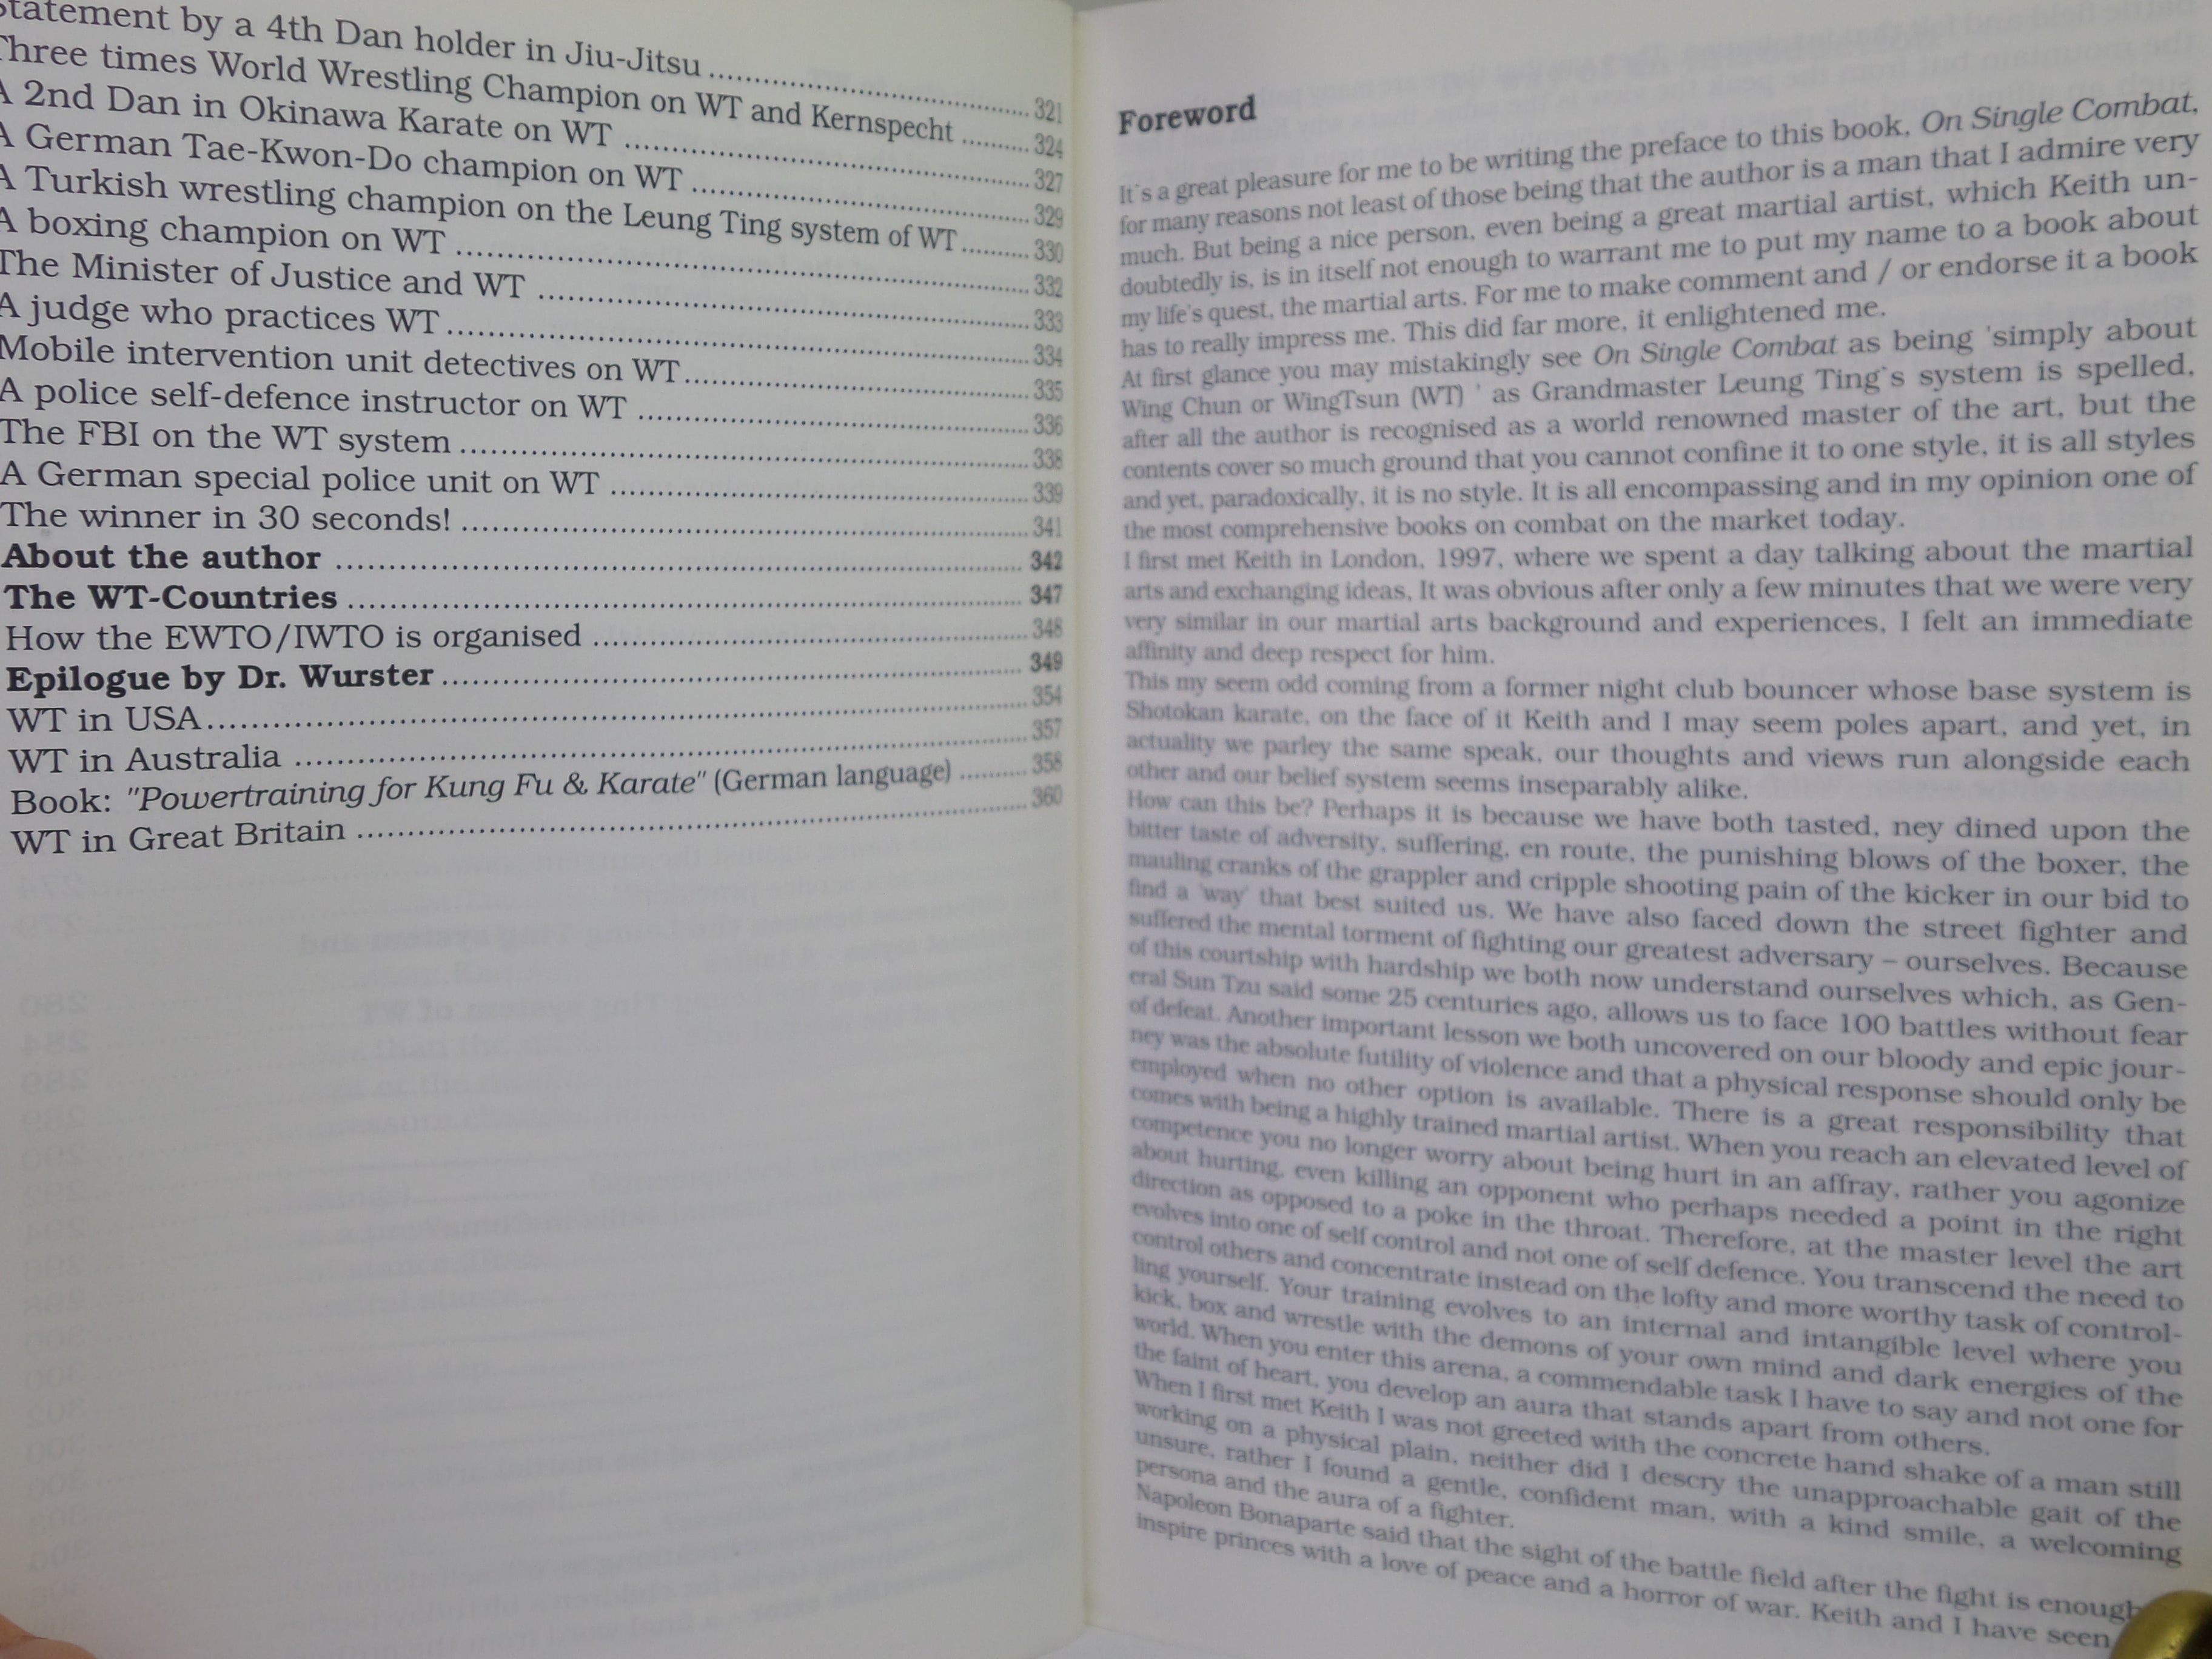 Statement by a 4th Dan holder in Jiu-Jitsu ........ 321
Three times World Wrestling Champion on WT and Kernspecht ........ 324
A 2nd Dan in Okinawa Karate on WT ........ 327
A German Tae-Kwon-Do champion on WT ........ 329
A Turkish wrestling champion on the Leung Ting system of WT ........ 330
A boxing champion on WT ........ 332
The Minister of Justice and WT ........ 333
A judge who practices WT ........ 334
Mobile intervention unit detectives on WT ........ 335
A police self-defence instructor on WT ........ 336
The FBI on the WT system ........ 338
A German special police unit on WT ........ 339
The winner in 30 seconds! ........ 341
About the author ........ 342
The WT-Countries ........ 347
How the EWTO/IWTO is organised ........ 348
Epilogue by Dr. Wurster ........ 349
WT in USA ........ 354
WT in Australia ........ 357
Book: "Powertraining for Kung Fu & Karate" (German language) ........ 358
WT in Great Britain ........ 360
Foreword
It's a great pleasure for me to be writing the preface to this book, On Single Combat,
for many reasons not least of those being that the author is a man that I admire very
much. But being a nice person, even being a great martial artist, which Keith un-
doubtedly is, is in itself not enough to warrant me to put my name to a book about
my life's quest, the martial arts. For me to make comment and / or endorse it a book
has to really impress me. This did far more, it enlightened me.
At first glance you may mistakingly see On Single Combat as being 'simply about
Wing Chun or WingTsun (WT) ' as Grandmaster Leung Ting`s system is spelled,
after all the author is recognised as a world renowned master of the art, but the
contents cover so much ground that you cannot confine it to one style, it is all styles
and yet, paradoxically, it is no style. It is all encompassing and in my opinion one of
the most comprehensive books on combat on the market today.
I first met Keith in London, 1997, where we spent a day talking about the martial
arts and exchanging ideas, It was obvious after only a few minutes that we were very
very similar in our martial arts background and experiences, I felt an immediate
affinity and deep respect for him.
This my seem odd coming from a former night club bouncer whose base system is
Shotokan karate, on the face of it Keith and I may seem poles apart, and yet, in
actuality we parley the same speak, our thoughts and views run alongside each
other and our belief system seems inseparably alike.
How can this be? Perhaps it is because we have both tasted, ney dined upon the
bitter taste of adversity, suffering, en route, the punishing blows of the boxer, the
mauling cranks of the grappler and cripple shooting pain of the kicker in our bid to
find a 'way' that best suited us. We have also faced down the street fighter and
suffered the mental torment of fighting our greatest adversary – ourselves. Because
of this courtship with hardship we both now understand ourselves which, as Gen-
eral Sun Tzu said some 25 centuries ago, allows us to face 100 battles without fear
of defeat. Another important lesson we both uncovered on our bloody and epic jour-
ney was the absolute futility of violence and that a physical response should only be
employed when no other option is available. There is a great responsibility that
comes with being a highly trained martial artist. When you reach an elevated level of
competence you no longer worry about being hurt in an affray, rather you agonize
about hurting, even killing an opponent who perhaps needed a point in the right
direction as opposed to a poke in the throat. Therefore, at the master level the art
evolves into one of self control and not one of self defence. You transcend the need to
control others and concentrate instead on the lofty and more worthy task of control-
ling yourself. Your training evolves to an internal and intangible level where you
kick, box and wrestle with the demons of your own mind and dark energies of the
world. When you enter this arena, a commendable task I have to say and not one for
the faint of heart, you develop an aura that stands apart from others.
When I first met Keith I was not greeted with the concrete hand shake of a man still
working on a physical plain, neither did I descry the unapproachable gait of the
unsure, rather I found a gentle, confident man, with a kind smile, a welcoming
persona and the aura of a fighter.
Napoleon Bonaparte said that the sight of the battle field after the fight is enough
inspire princes with a love of peace and a horror of war. Keith and I have seen